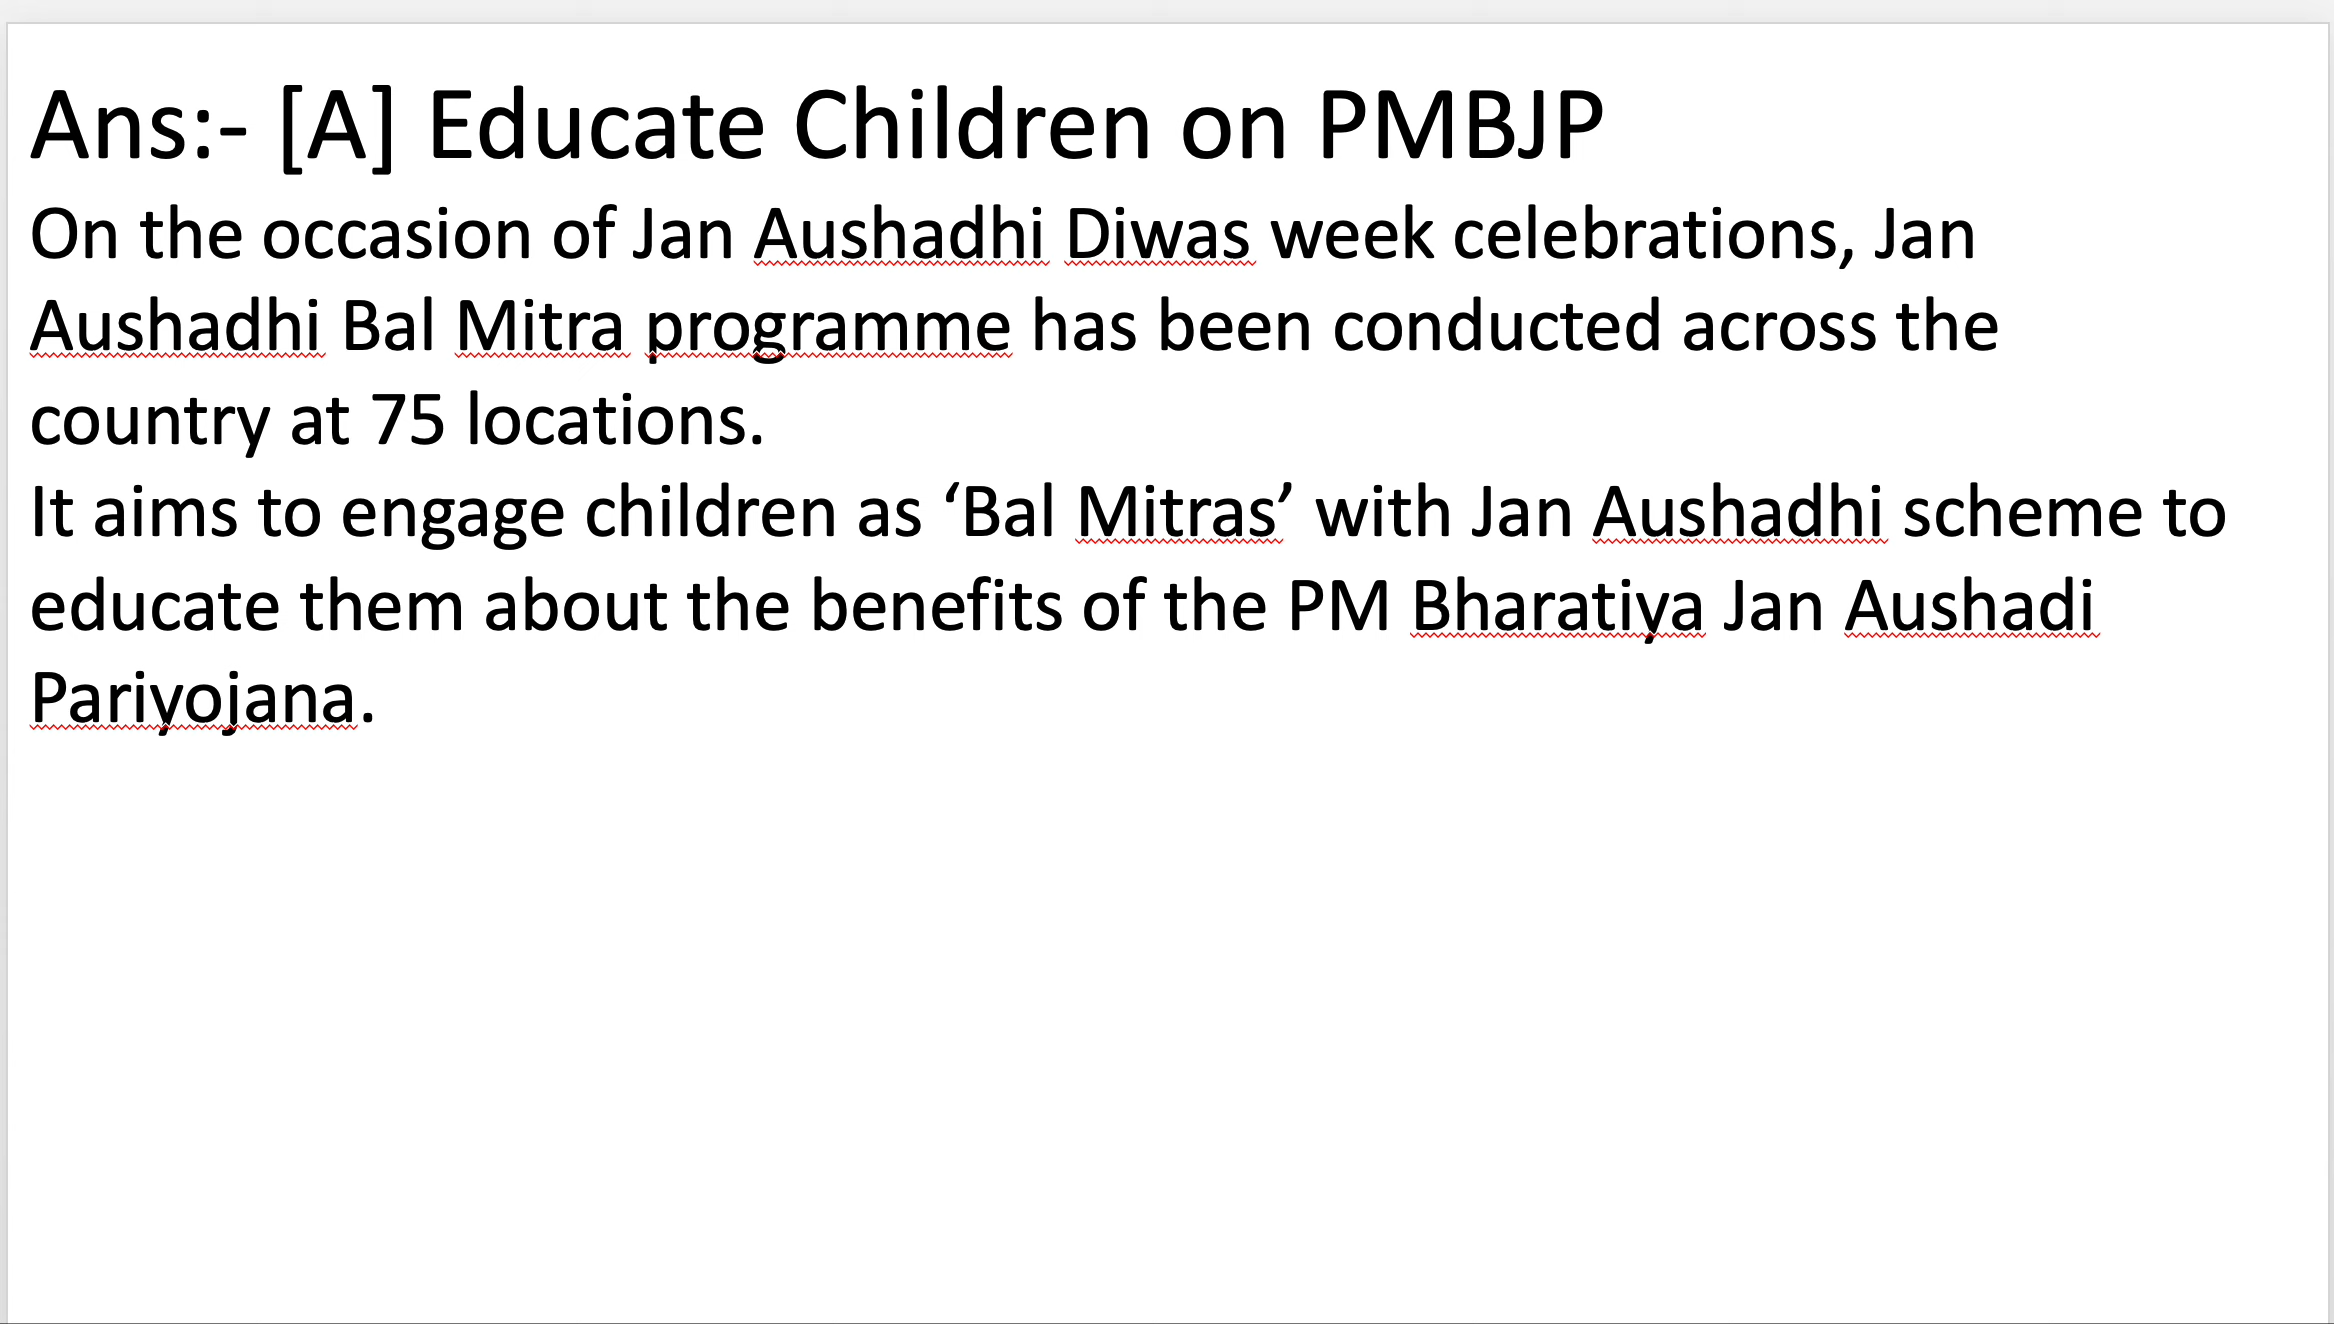 Ans:- [A] Educate Children on PMBJP
On the occasion of Jan Aushadhi Diwas week celebrations, Jan
Aushadhi Bal Mitra programme has been conducted across the
country at 75 locations.
It aims to engage children as ‘Bal Mitras’ with Jan Aushadhi scheme to
educate them about the benefits of the PM Bharatiya Jan Aushadi
Pariyojana.